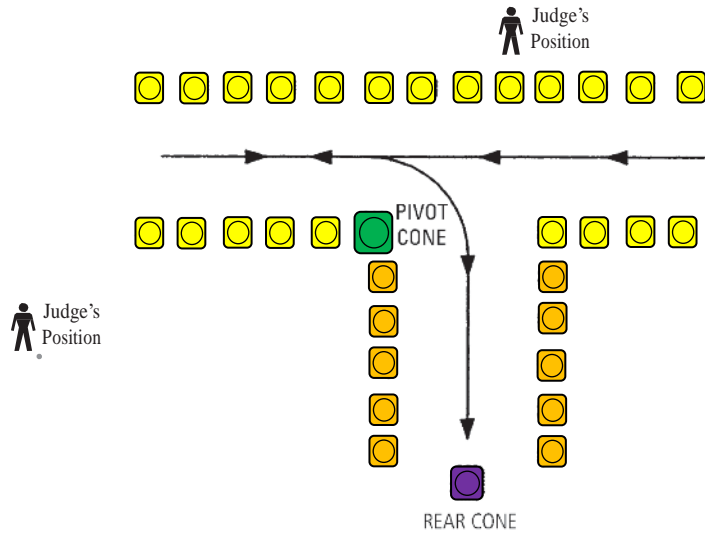 Judge's
Position
PIVOT
CONE
Judge's
Position
REAR CONE